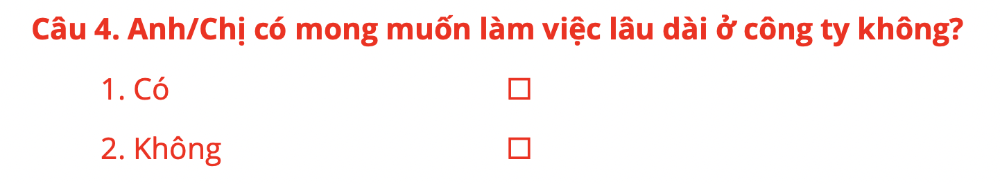 Câu 4. Anh/Chị có mong muốn làm việc lâu dài ở công ty không?
1. Có ☐
2. Không ☐